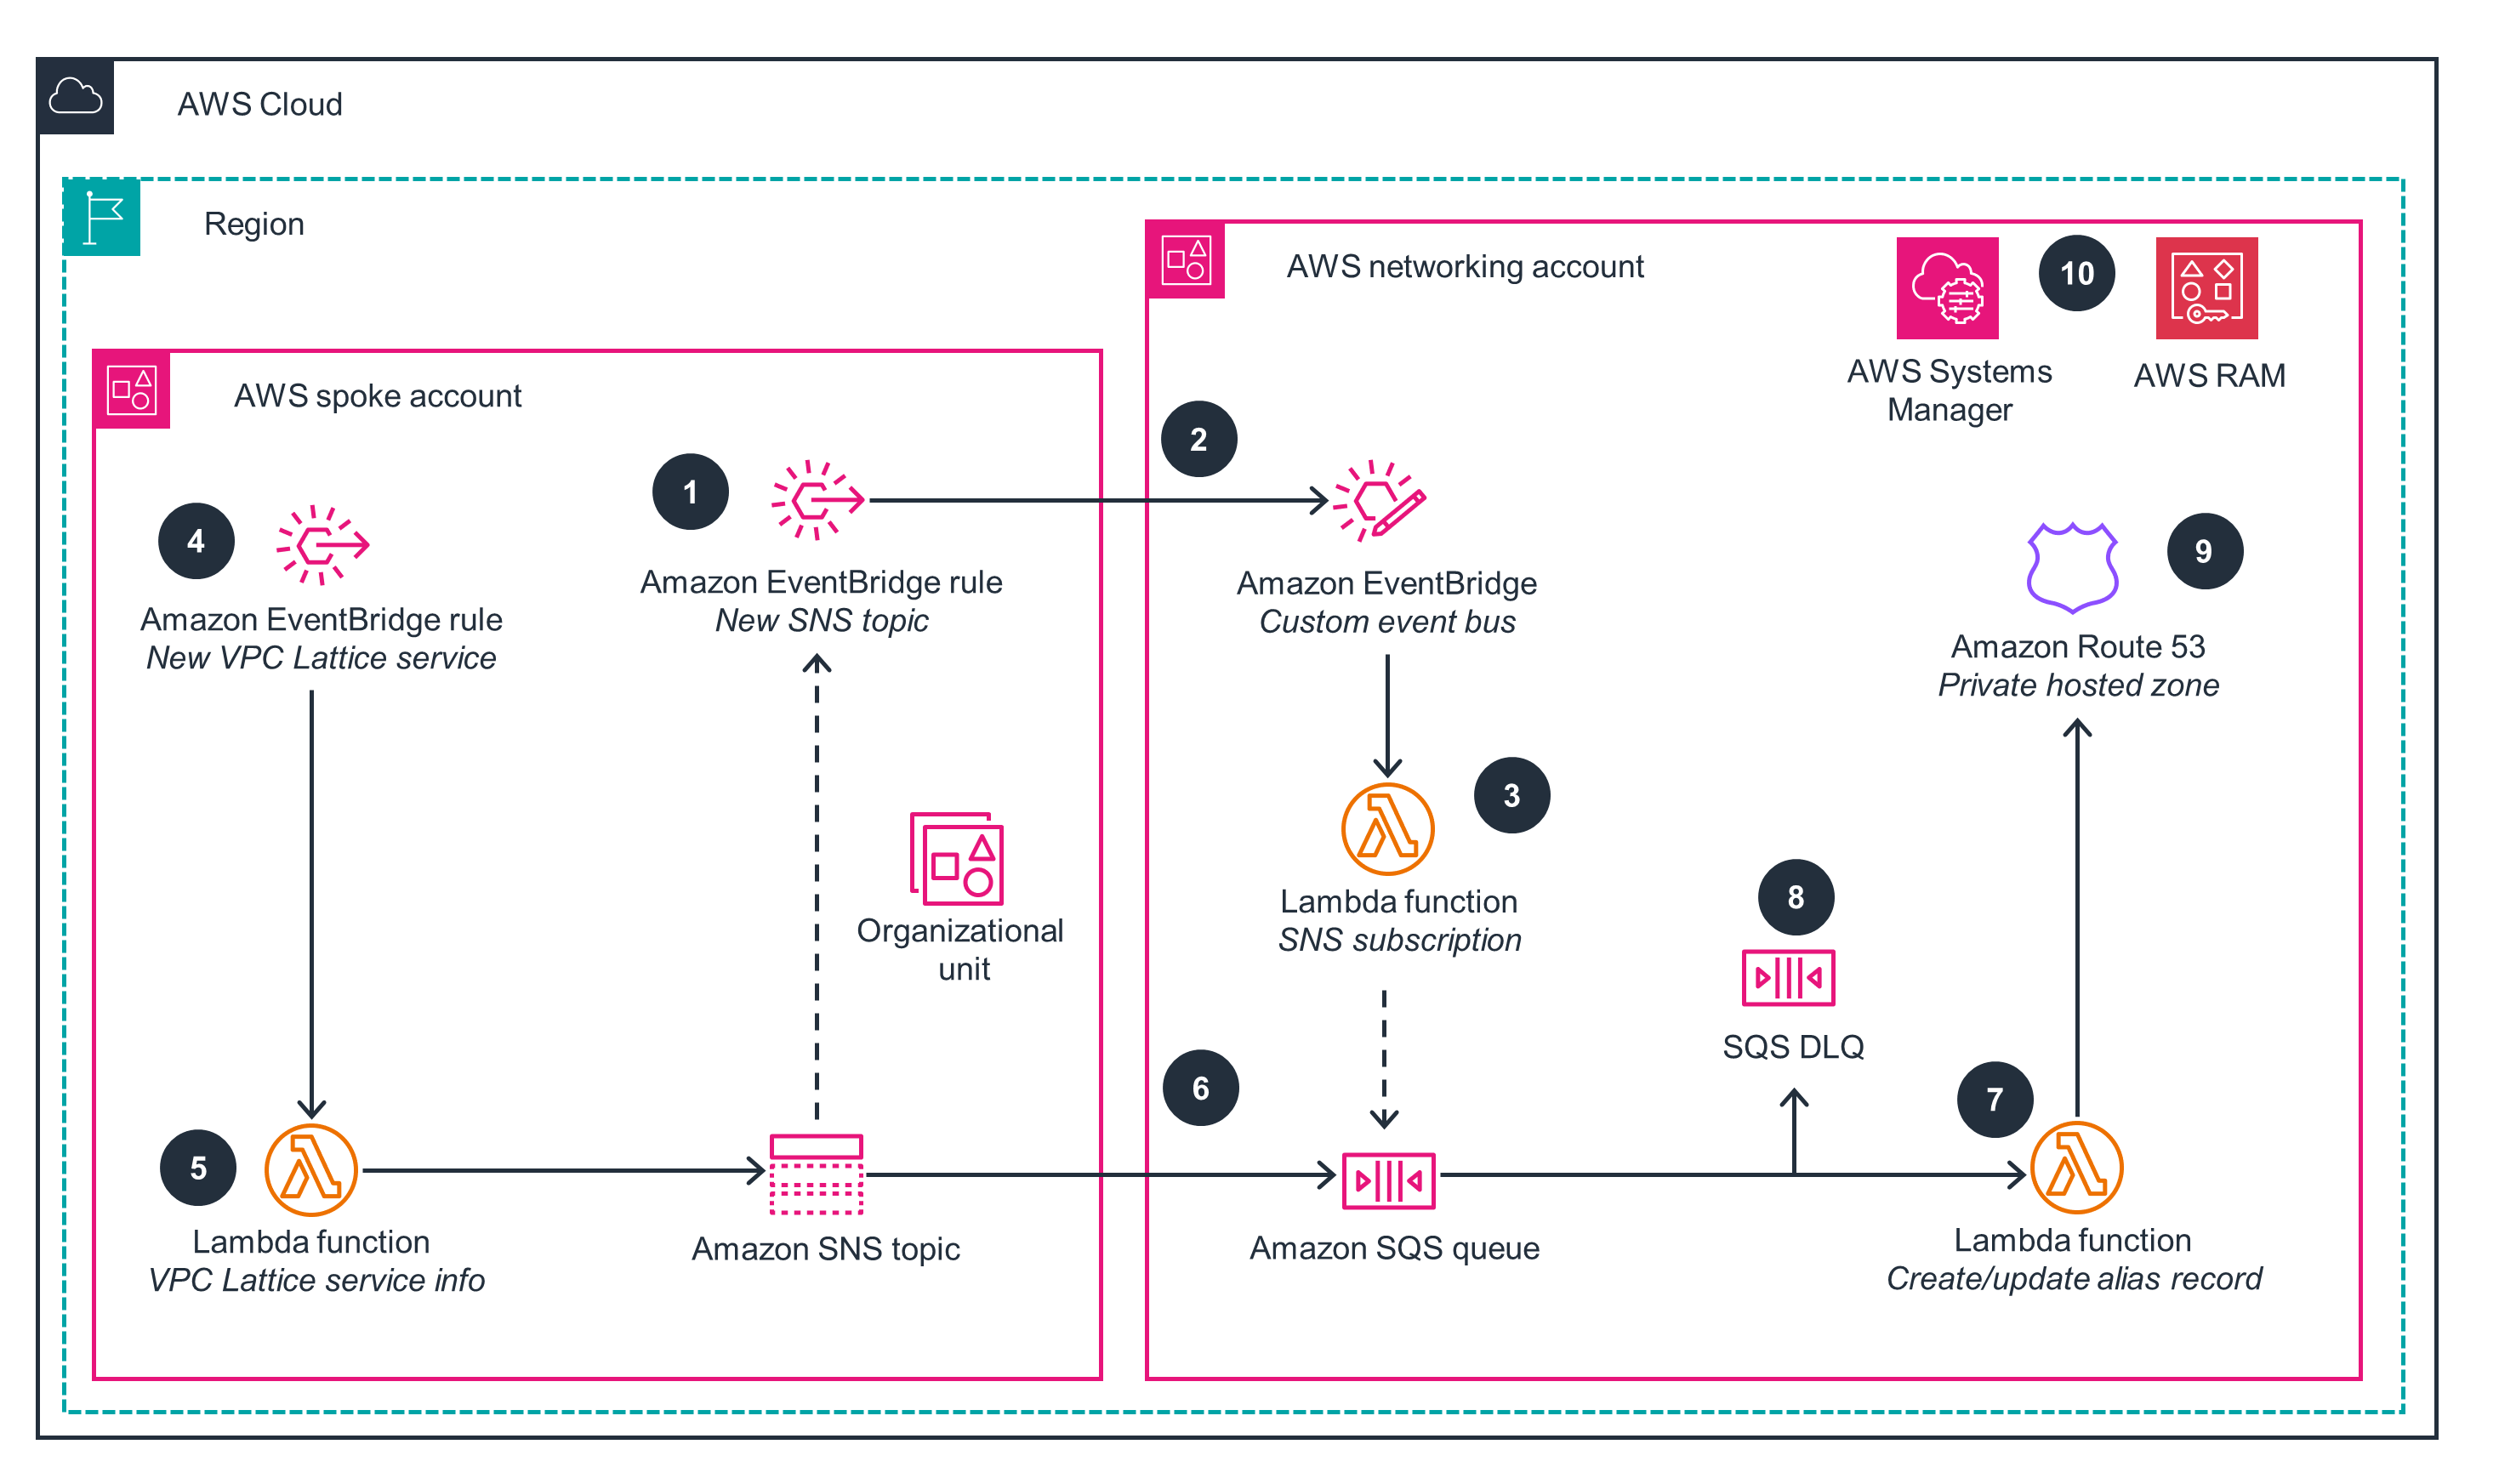 AWS Cloud
Region
AWS networking account
10
AWS Systems
Manager
AWS RAM
AWS spoke account
2
1
4
9
Amazon EventBridge rule
New SNS topic
Amazon EventBridge
Custom event bus
Amazon EventBridge rule
New VPC Lattice service
Amazon Route 53
Private hosted zone
3
8
Organizational
unit
Lambda function
SNS subscription
SQS DLQ
6
7
5
Lambda function
VPC Lattice service info
Amazon SNS topic
Amazon SQS queue
Lambda function
Create/update alias record